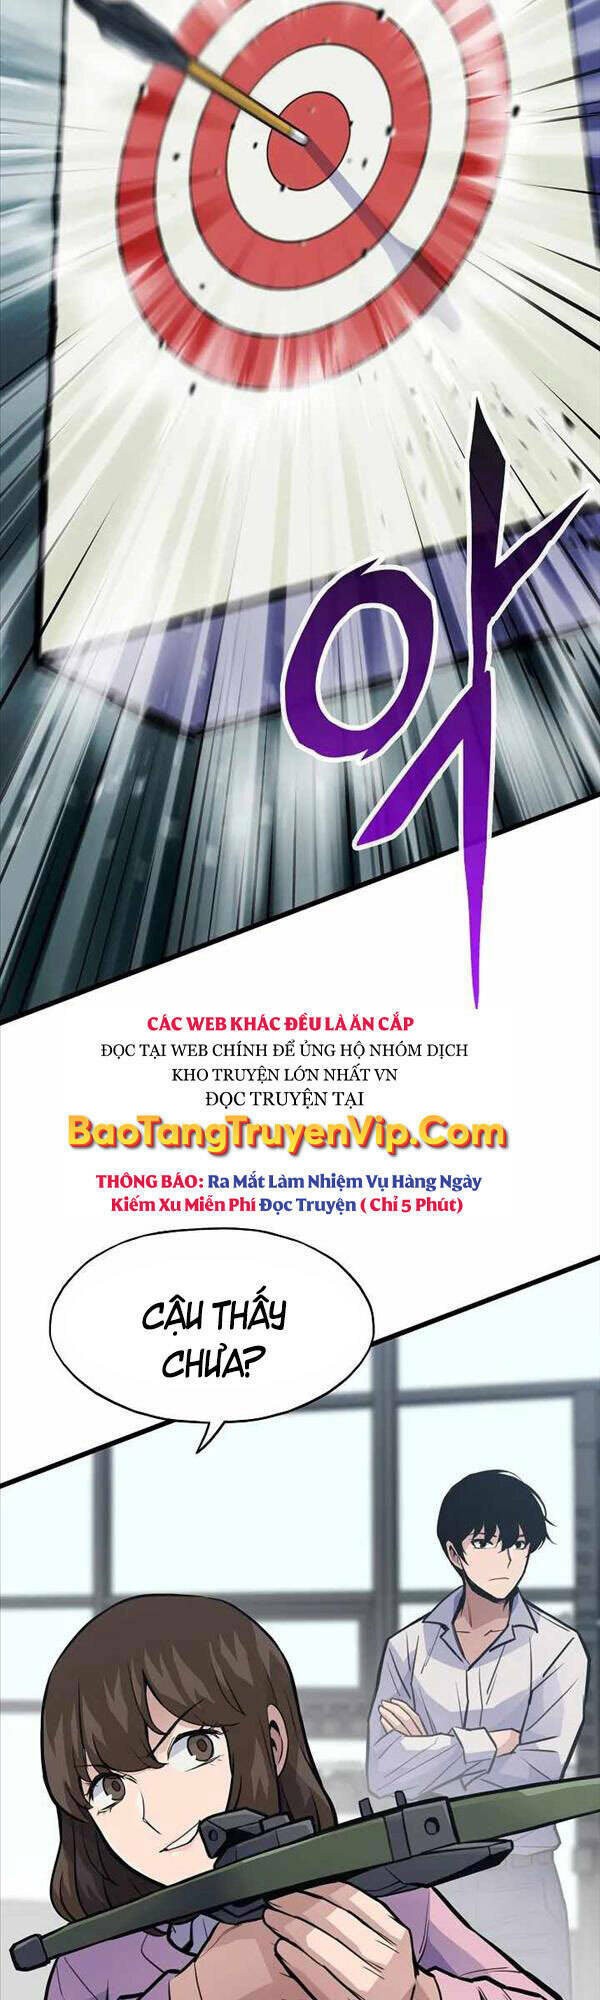 야
CÁC WEB KHÁC ĐỀU LÀ ĂN CẮP
ĐỌC TẠI WEB CHÍNH ĐỂ ỦNG HỘ NHÓM DỊCH
KHO TRUYỆN LỚN NHẤT VN
ĐỌC TRUYỆN TẠI
BaoTangTruyenVip.Com
THÔNG BÁO: Ra Mắt Làm Nhiệm Vụ Hàng Ngày
Kiếm Xu Miễn Phí Đọc Truyện ( Chỉ 5 Phút)
CẬU THẤY
CHƯA?